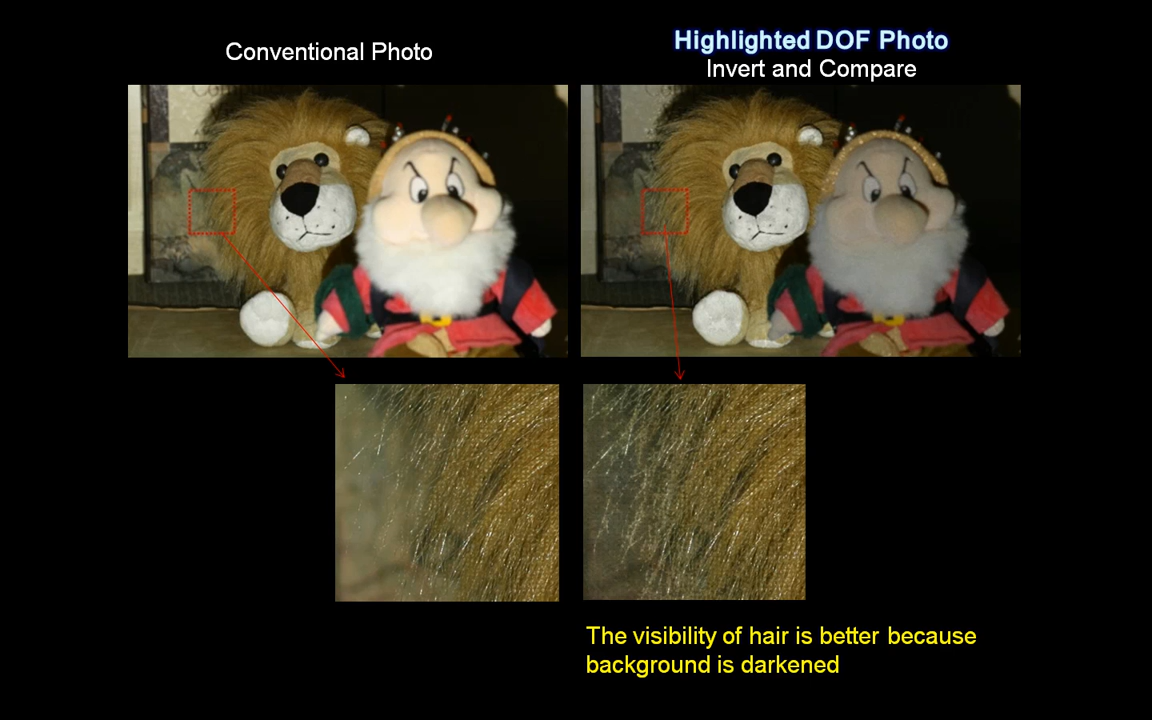 Conventional Photo
Highlighted DOF Photo
Invert and Compare
The visibility of hair is better because
background is darkened